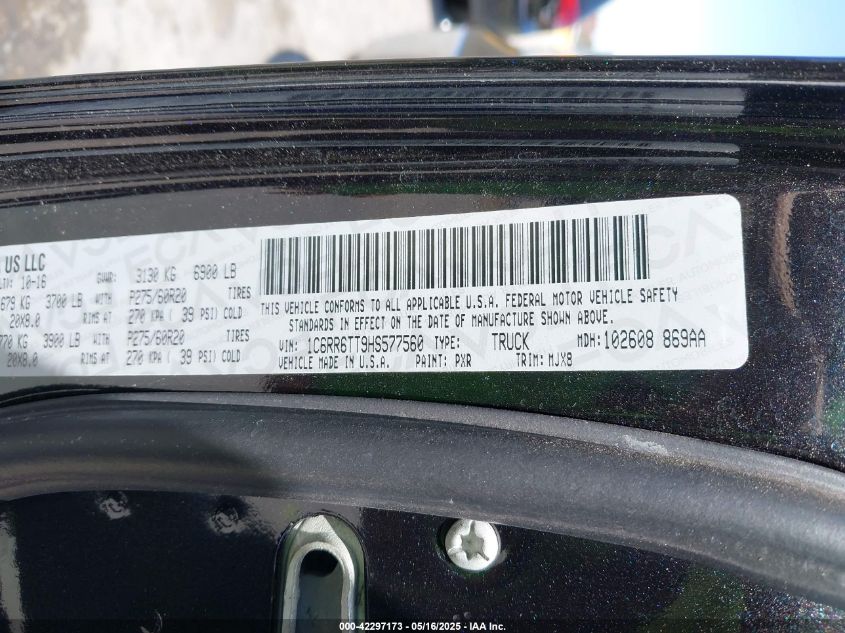 US LLC
10-16 GVWR: 3130 KG 6900 LB
679 KG 3700 LB WITH P275/60R20 TIRES
20X8.0 RIMS AT 270 KPA ( 39 PSI) COLD
770 KG 3900 LB WITH P275/60R20 TIRES
20X8.0 RIMS AT 270 KPA ( 39 PSI) COLD
THIS VEHICLE CONFORMS TO ALL APPLICABLE U.S.A. FEDERAL MOTOR VEHICLE SAFETY
STANDARDS IN EFFECT ON THE DATE OF MANUFACTURE SHOWN ABOVE.
VIN: 1C6RR6TT9HS577560 TYPE: TRUCK MDH: 102608 869AA
VEHICLE MADE IN U.S.A. PAINT: PXR TRIM: MJX8
000-42297173 - 05/16/2025 - IAA Inc.